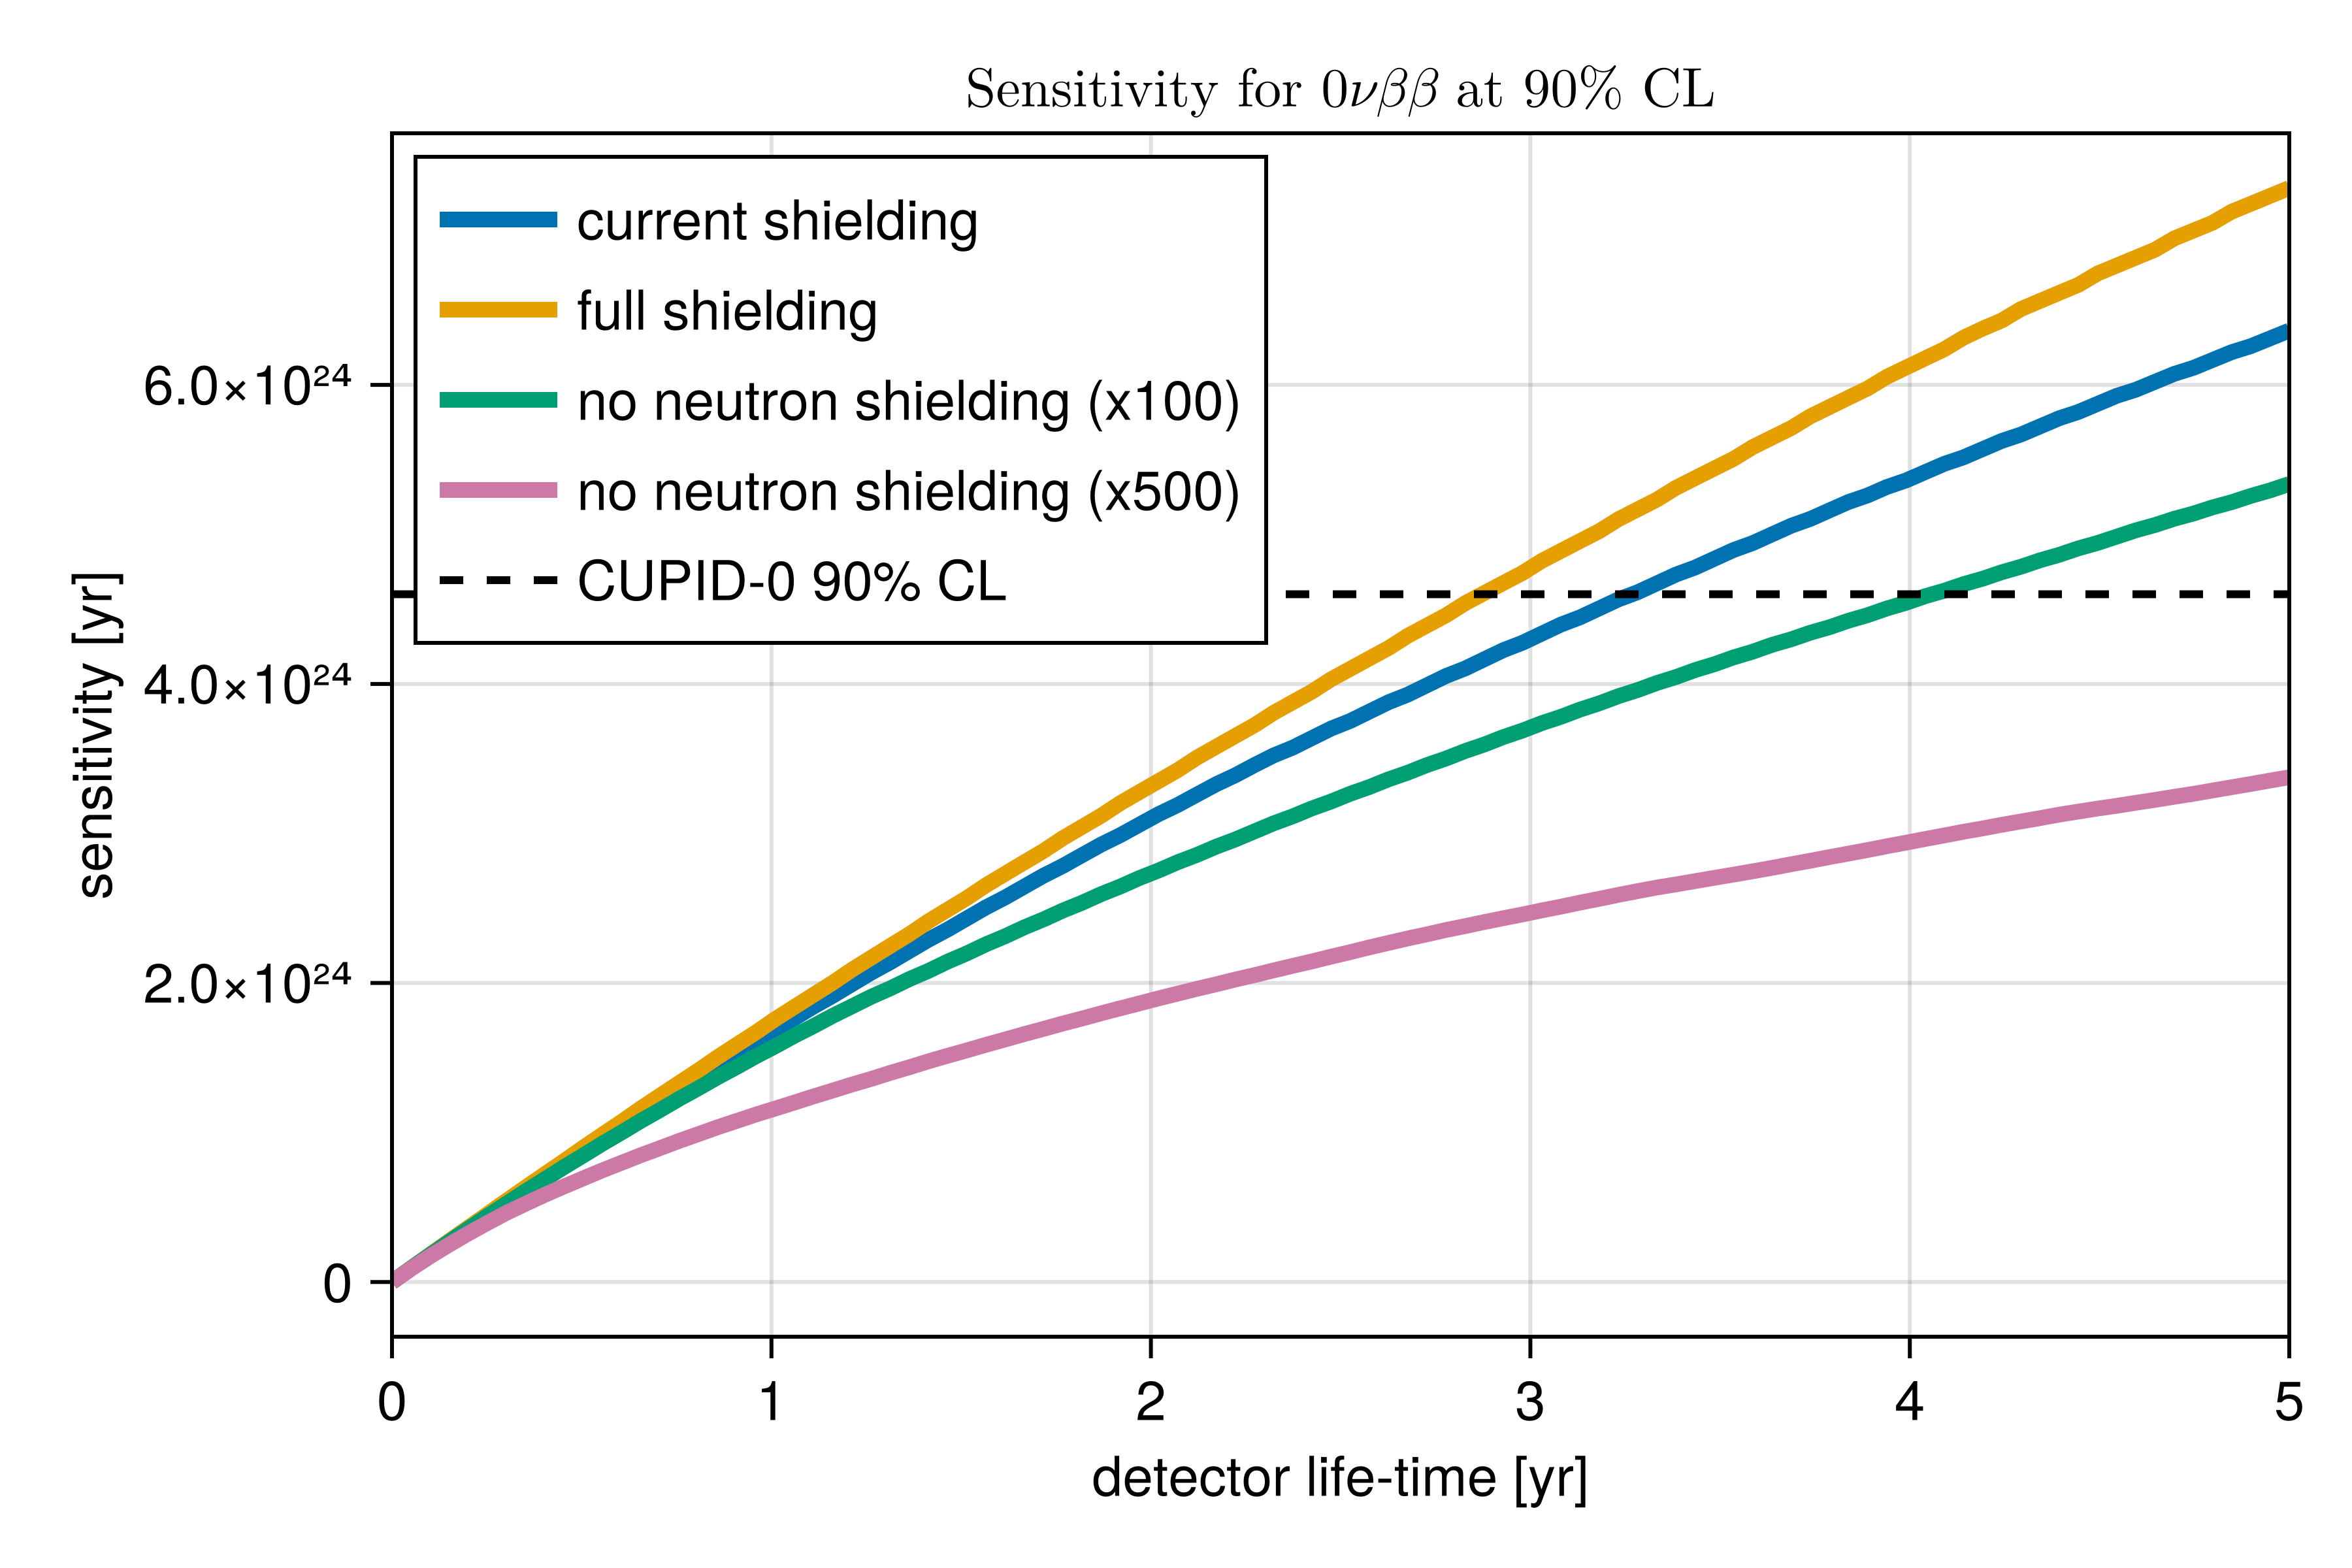 Sensitivity for 0νββ at 90% CL
current shielding
full shielding
no neutron shielding (x100)
no neutron shielding (x500)
CUPID-0 90% CL
sensitivity [yr]
6.0×10²⁴
4.0×10²⁴
2.0×10²⁴
0
0 1 2 3 4 5
detector life-time [yr]